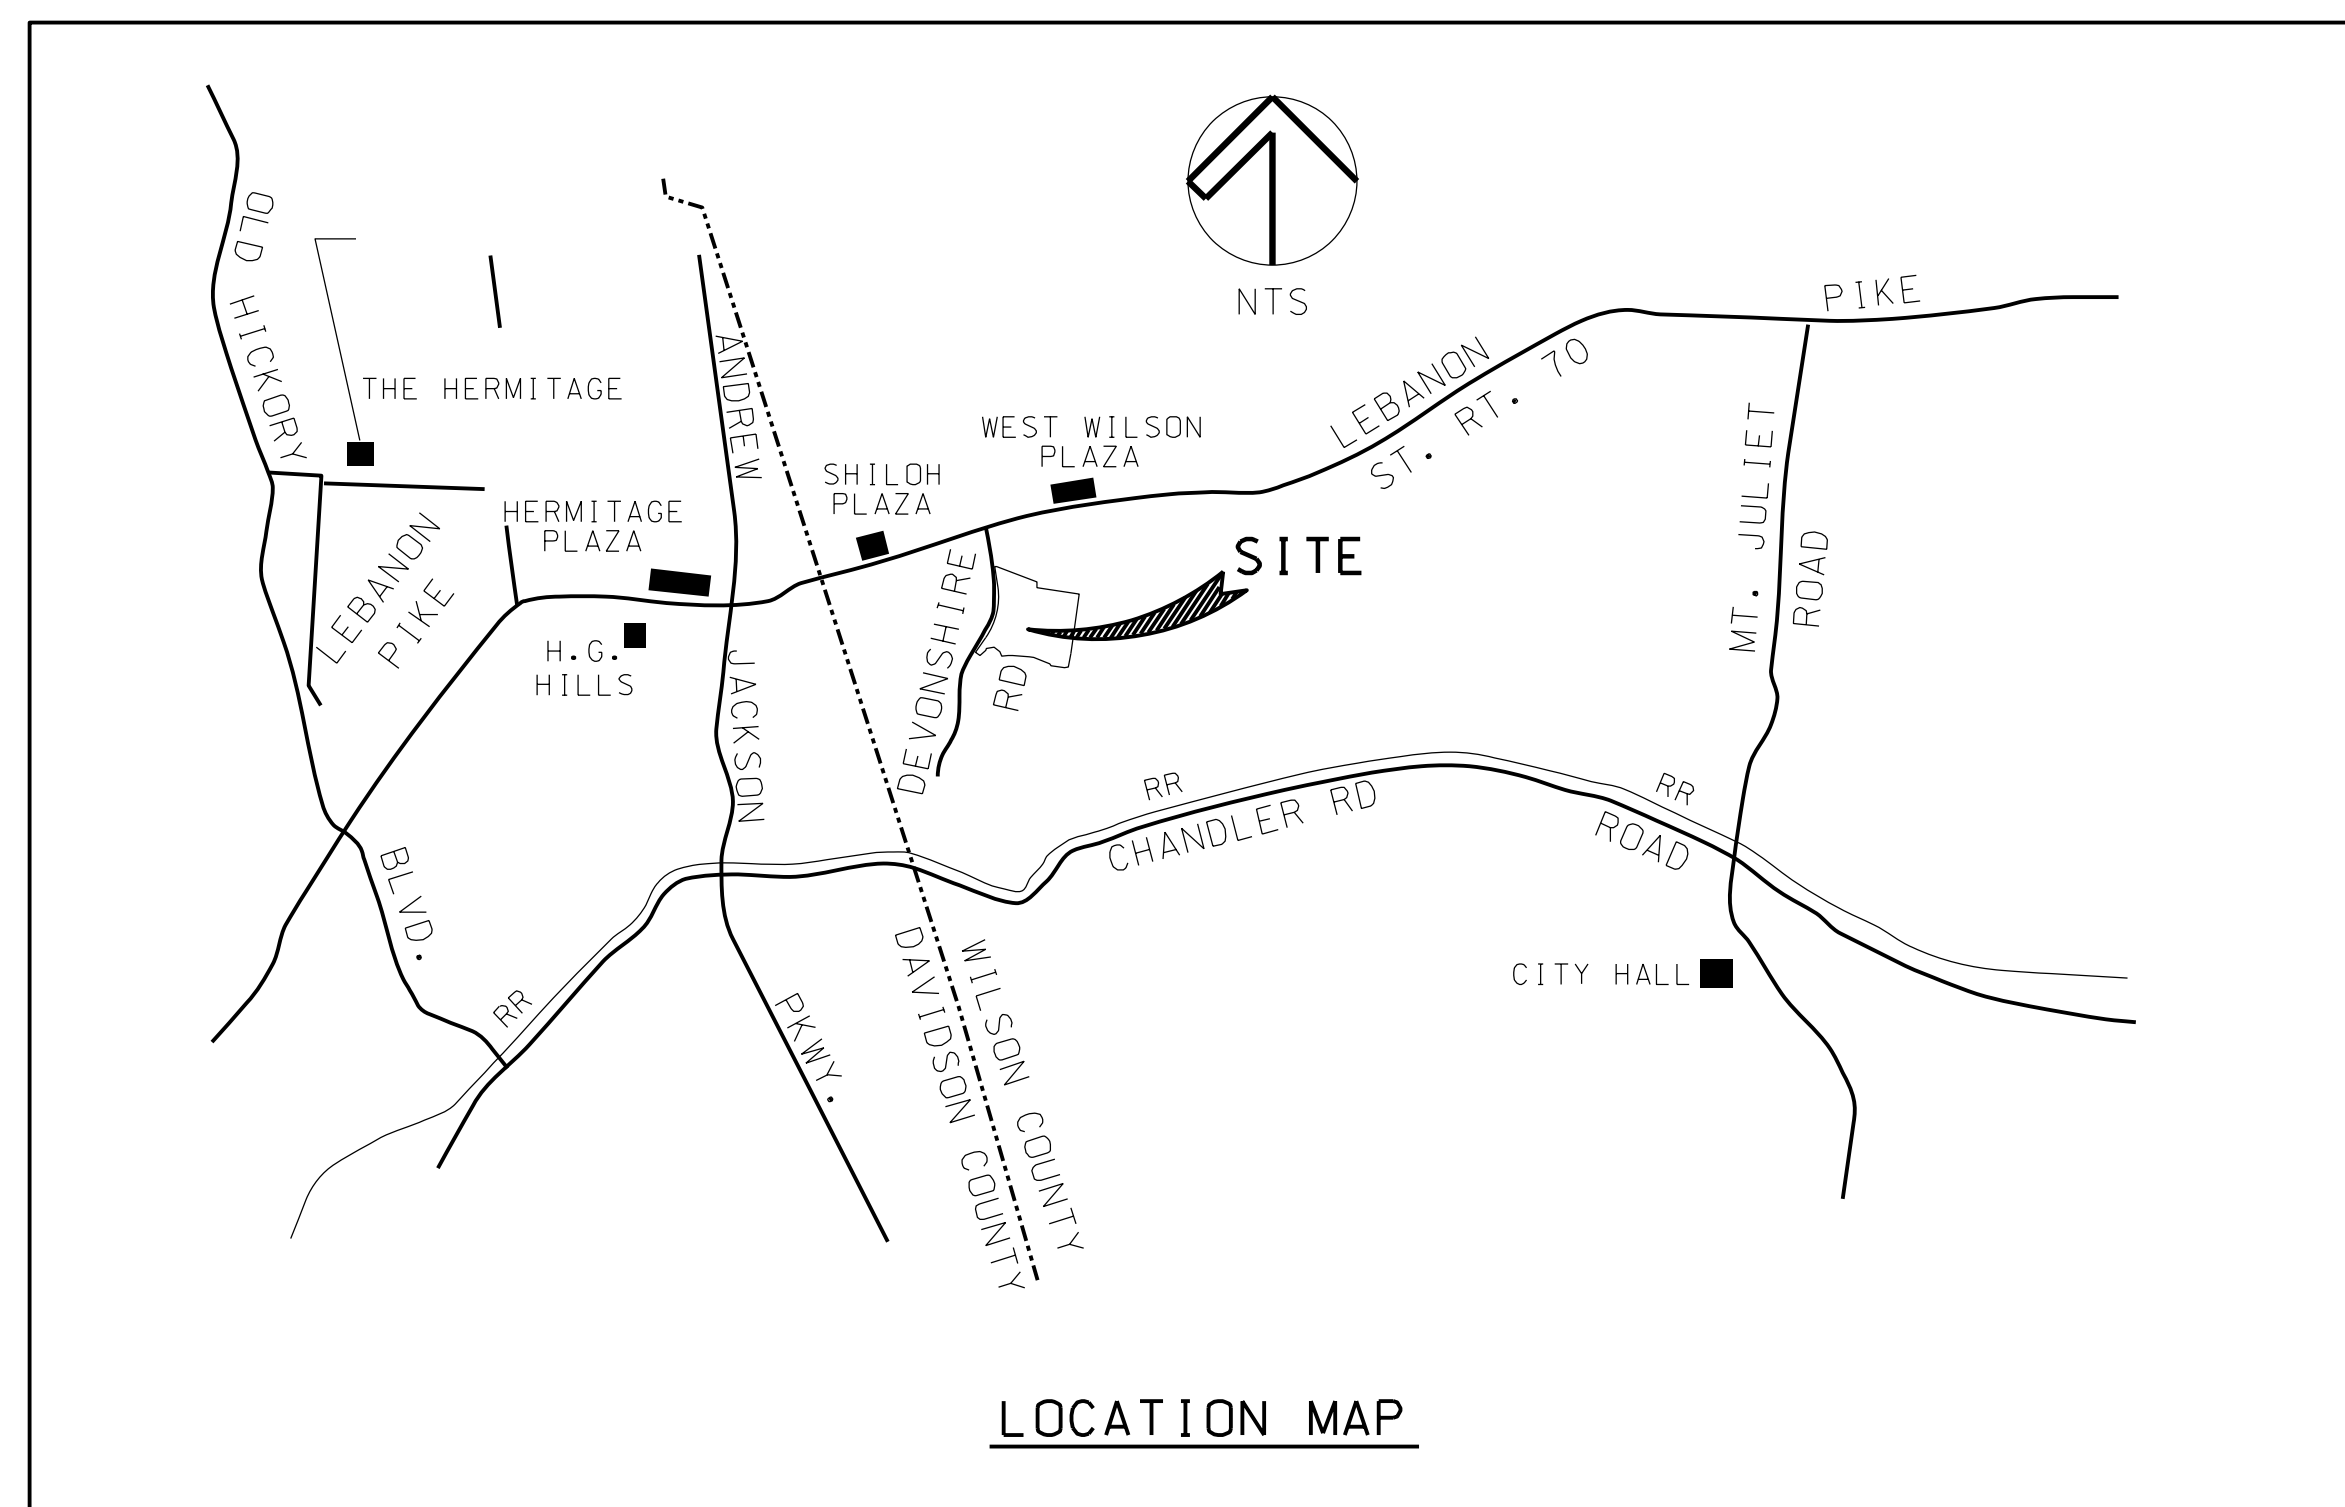 NTS
OLD HICKORY
BLVD.
THE HERMITAGE
LEBANON
PIKE
HERMITAGE
PLAZA
H.G.
HILLS
ANDREW
JACKSON
PKWY.
SHILOH
PLAZA
WEST WILSON
PLAZA
LEBANON
PIKE
ST. RT. 70
SITE
DEVONSHIRE
RD
MT. JULIET
ROAD
RR
CHANDLER RD
RR
ROAD
RR
CITY HALL
WILSON COUNTY
DAVIDSON COUNTY
LOCATION MAP